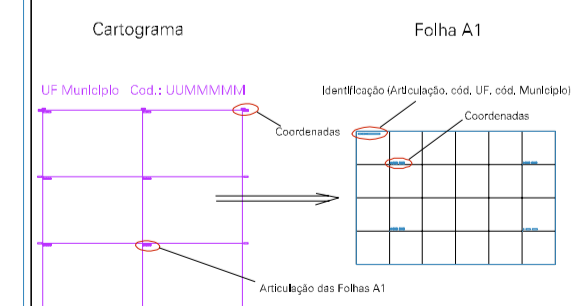 Cartograma
Folha A1
UF Município Cod.: UUMMMMM
Identificação (Articulação, cód, UF, cód, Município)
Coordenadas
Coordenadas
Articulação das Folhas A1